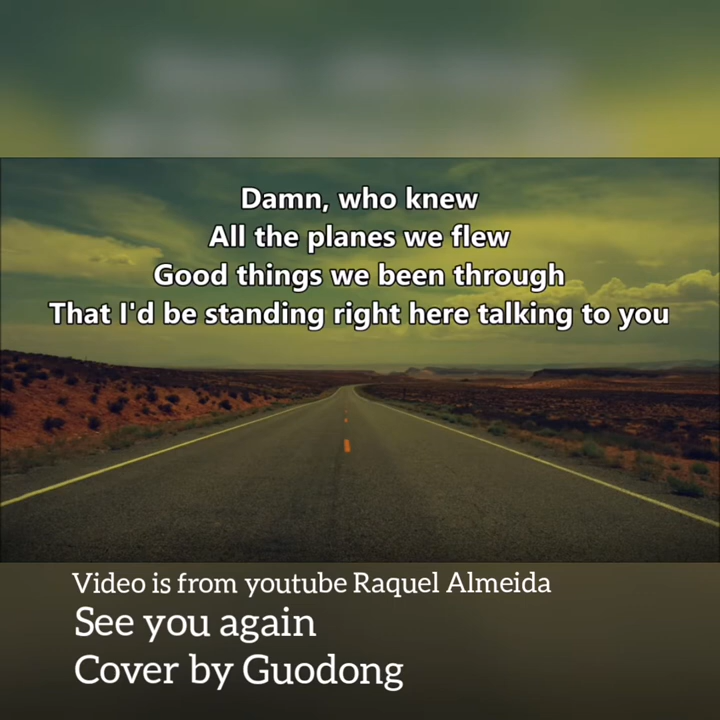 Damn, who knew
All the planes we flew
Good things we been through
That I'd be standing right here talking to you
Video is from youtube Raquel Almeida
See you again
Cover by Guodong